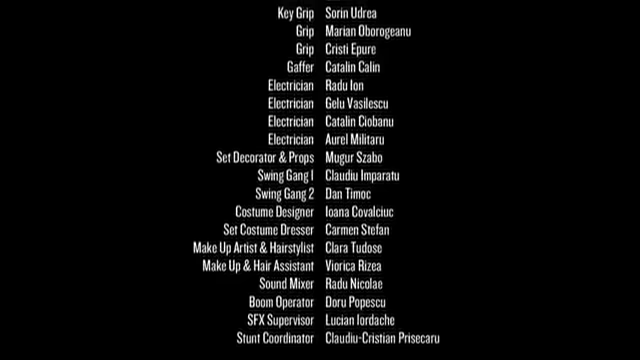 Key Grip Sorin Udrea
Grip Marian Oborogeanu
Grip Cristi Epure
Gaffer Catalin Calin
Electrician Radu Ion
Electrician Gelu Vasilescu
Electrician Catalin Ciobanu
Electrician Aurel Militaru
Set Decorator & Props Mugur Szabo
Swing Gang 1 Claudiu Imparatu
Swing Gang 2 Dan Timoc
Costume Designer Ioana Covalciuc
Set Costume Dresser Carmen Stefan
Make Up Artist & Hairstylist Clara Tudose
Make Up & Hair Assistant Viorica Rizea
Sound Mixer Radu Nicolae
Boom Operator Doru Popescu
SFX Supervisor Lucian Iordache
Stunt Coordinator Claudiu-Cristian Prisecaru